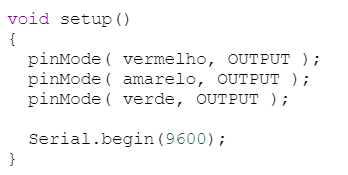 void setup()
{
  pinMode( vermelho, OUTPUT );
  pinMode( amarelo, OUTPUT );
  pinMode( verde, OUTPUT );

  Serial.begin(9600);
}